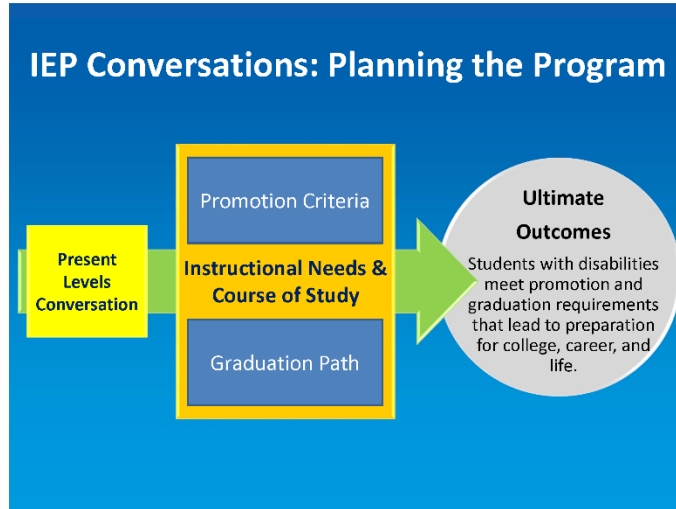 IEP Conversations: Planning the Program
Present
Levels
Conversation
Promotion Criteria
Instructional Needs &
Course of Study
Graduation Path
Ultimate
Outcomes
Students with disabilities
meet promotion and
graduation requirements
that lead to preparation
for college, career, and
life.